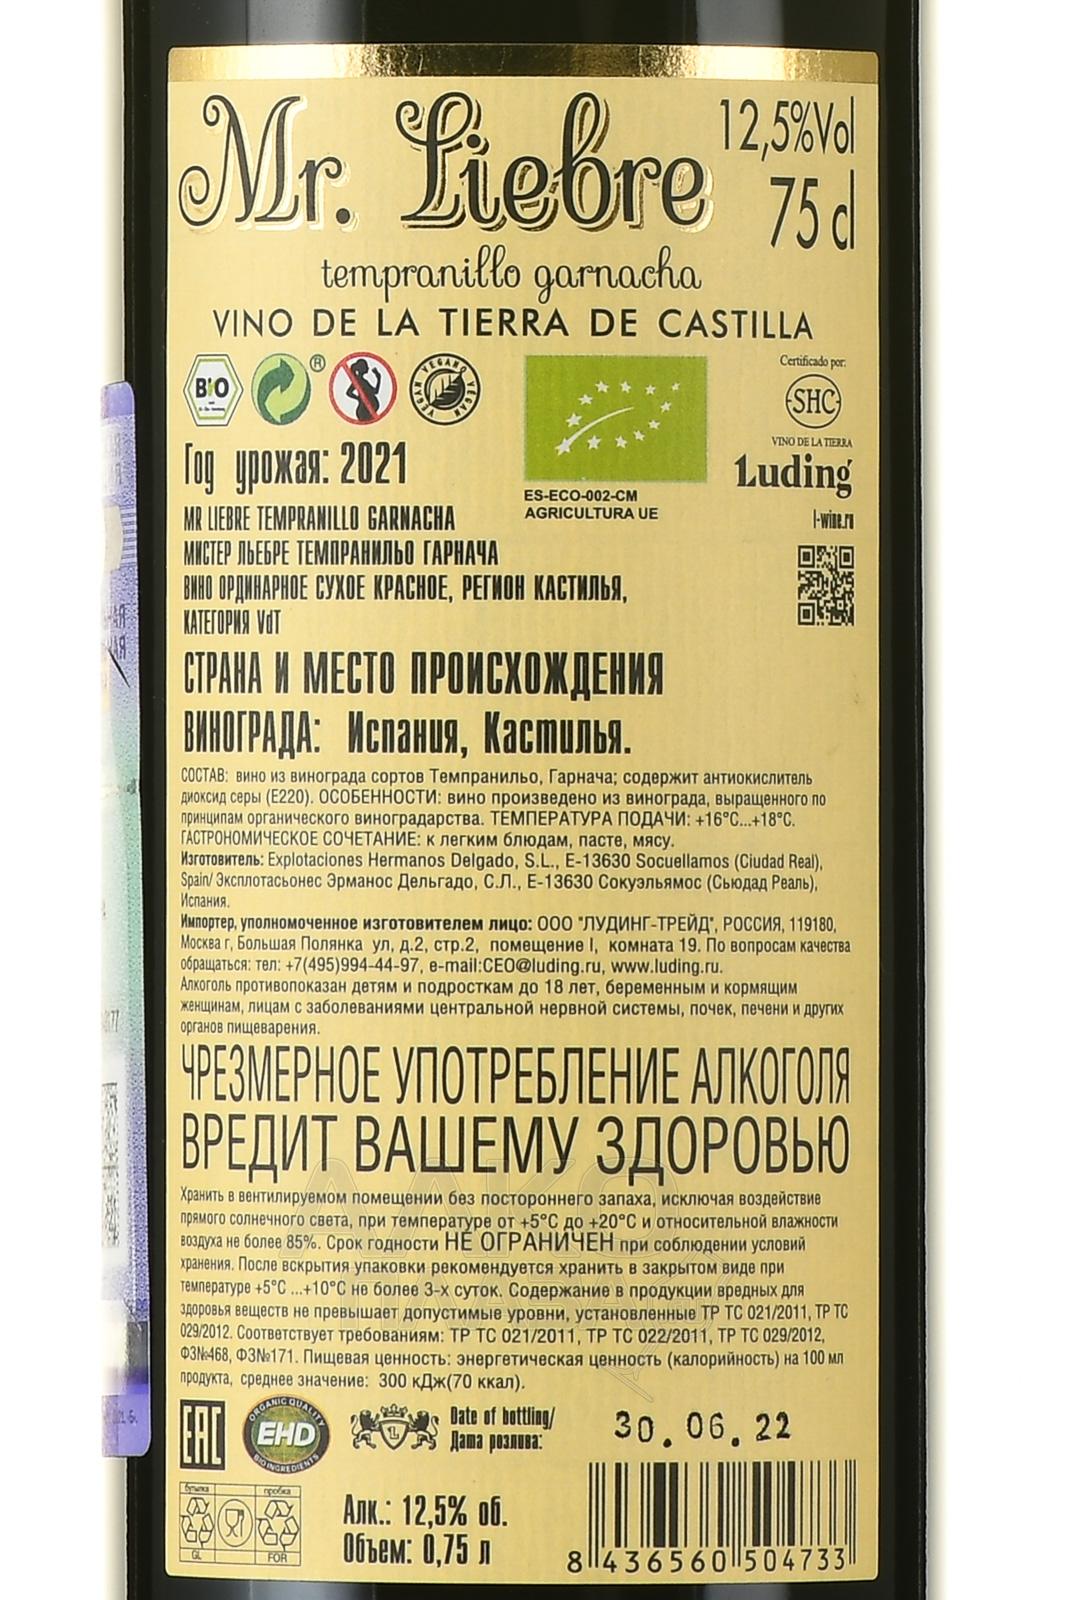 Mr. Liebre
12,5%Vol
75 cl
tempranillo garnacha
VINO DE LA TIERRA DE CASTILLA
BIO
®
VEGANO VEGAN
Certificado por:
SHC
VINO DE LA TIERRA
Luding
l-wine.ru
ES-ECO-002-CM
AGRICULTURA UE
Год урожая: 2021
MR LIEBRE TEMPRANILLO GARNACHA
МИСТЕР ЛЬЕБРЕ ТЕМПРАНИЛЬО ГАРНАЧА
ВИНО ОРДИНАРНОЕ СУХОЕ КРАСНОЕ, РЕГИОН КАСТИЛЬЯ,
КАТЕГОРИЯ VdT
СТРАНА И МЕСТО ПРОИСХОЖДЕНИЯ
ВИНОГРАДА: Испания, Кастилья.
СОСТАВ: вино из винограда сортов Темпранильо, Гарнача; содержит антиокислитель
диоксид серы (Е220). ОСОБЕННОСТИ: вино произведено из винограда, выращенного по
принципам органического виноградарства. ТЕМПЕРАТУРА ПОДАЧИ: +16°С...+18°С.
ГАСТРОНОМИЧЕСКОЕ СОЧЕТАНИЕ: к легким блюдам, пасте, мясу.
Изготовитель: Explotaciones Hermanos Delgado, S.L., E-13630 Socuellamos (Ciudad Real),
Spain/ Эксплотасьонес Эрманос Дельгадо, С.Л., Е-13630 Сокуэльямос (Сьюдад Реаль),
Испания.
Импортер, уполномоченное изготовителем лицо: ООО "ЛУДИНГ-ТРЕЙД", РОССИЯ, 119180,
Москва г, Большая Полянка ул, д.2, стр.2, помещение I, комната 19. По вопросам качества
обращаться: тел: +7(495)994-44-97, e-mail:CEO@luding.ru, www.luding.ru.
Алкоголь противопоказан детям и подросткам до 18 лет, беременным и кормящим
женщинам, лицам с заболеваниями центральной нервной системы, почек, печени и других
органов пищеварения.
ЧРЕЗМЕРНОЕ УПОТРЕБЛЕНИЕ АЛКОГОЛЯ
ВРЕДИТ ВАШЕМУ ЗДОРОВЬЮ
Хранить в вентилируемом помещении без постороннего запаха, исключая воздействие
прямого солнечного света, при температуре от +5°С до +20°С и относительной влажности
воздуха не более 85%. Срок годности НЕ ОГРАНИЧЕН при соблюдении условий
хранения. После вскрытия упаковки рекомендуется хранить в закрытом виде при
температуре +5°С ...+10°С не более 3-х суток. Содержание в продукции вредных для
здоровья веществ не превышает допустимые уровни, установленные ТР ТС 021/2011, ТР ТС
029/2012. Соответствует требованиям: ТР ТС 021/2011, ТР ТС 022/2011, ТР ТС 029/2012,
ФЗ№468, ФЗ№171. Пищевая ценность: энергетическая ценность (калорийность) на 100 мл
продукта, среднее значение: 300 кДж(70 ккал).
EAC
ORGANIC QUALITY
EHD
BIO INGREDIENTS
Date of bottling/
Дата розлива:
30.06.22
бутылка
пробка
GL
FOR
Алк.: 12,5% об.
Объем: 0,75 л
8 436560 504733